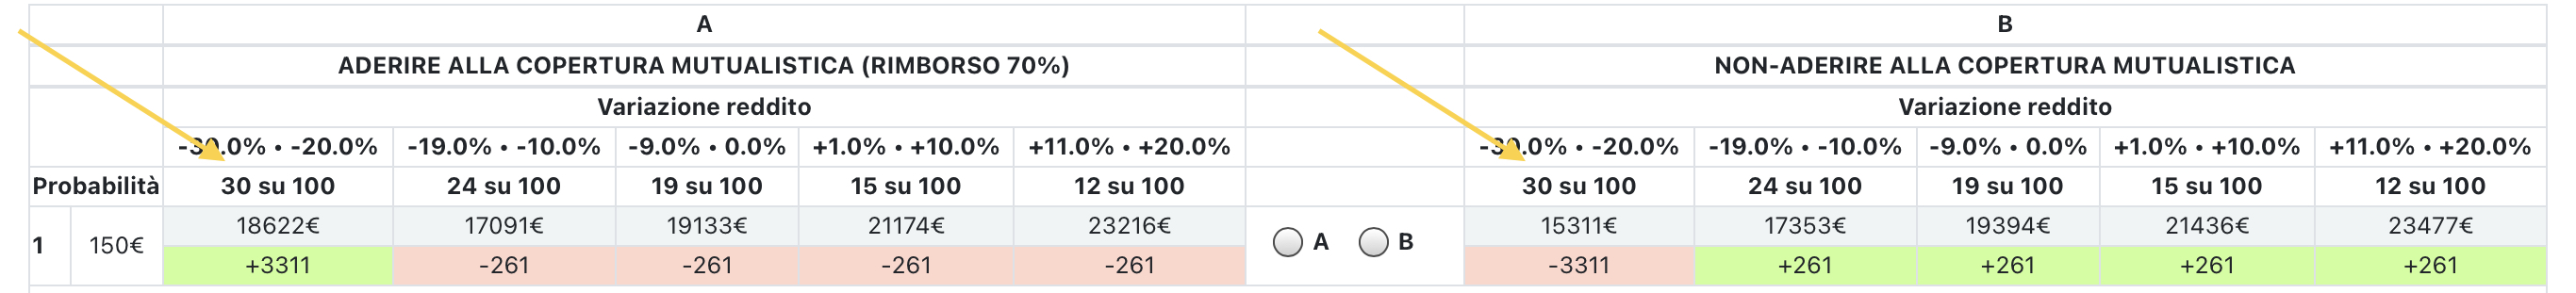 A B
ADERIRE ALLA COPERTURA MUTUALISTICA (RIMBORSO 70%) NON-ADERIRE ALLA COPERTURA MUTUALISTICA
Variazione reddito Variazione reddito
-30.0% • -20.0% -19.0% • -10.0% -9.0% • 0.0% +1.0% • +10.0% +11.0% • +20.0% -30.0% • -20.0% -19.0% • -10.0% -9.0% • 0.0% +1.0% • +10.0% +11.0% • +20.0%
Probabilità 30 su 100 24 su 100 19 su 100 15 su 100 12 su 100 30 su 100 24 su 100 19 su 100 15 su 100 12 su 100
18622€ 17091€ 19133€ 21174€ 23216€ 15311€ 17353€ 19394€ 21436€ 23477€
1 150€ A B
+3311 -261 -261 -261 -261 -3311 +261 +261 +261 +261